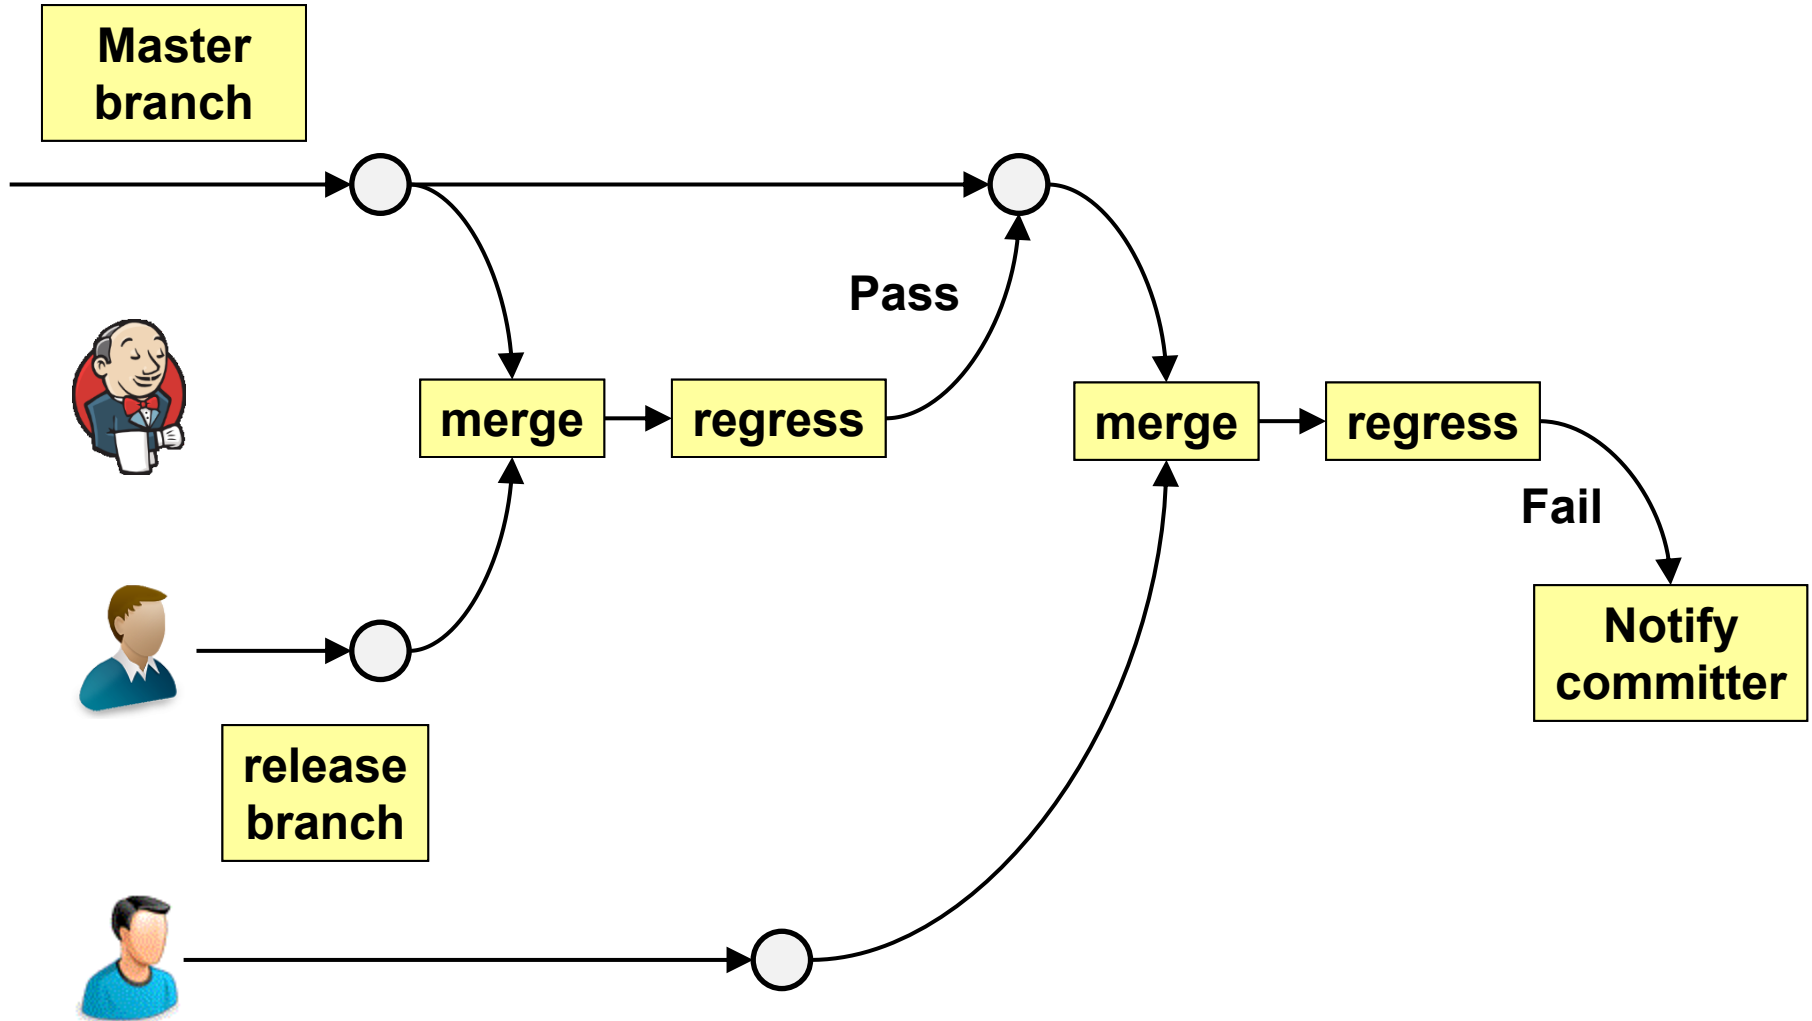 Master
branch
Pass
merge
regress
merge
regress
Fail
Notify
committer
release
branch